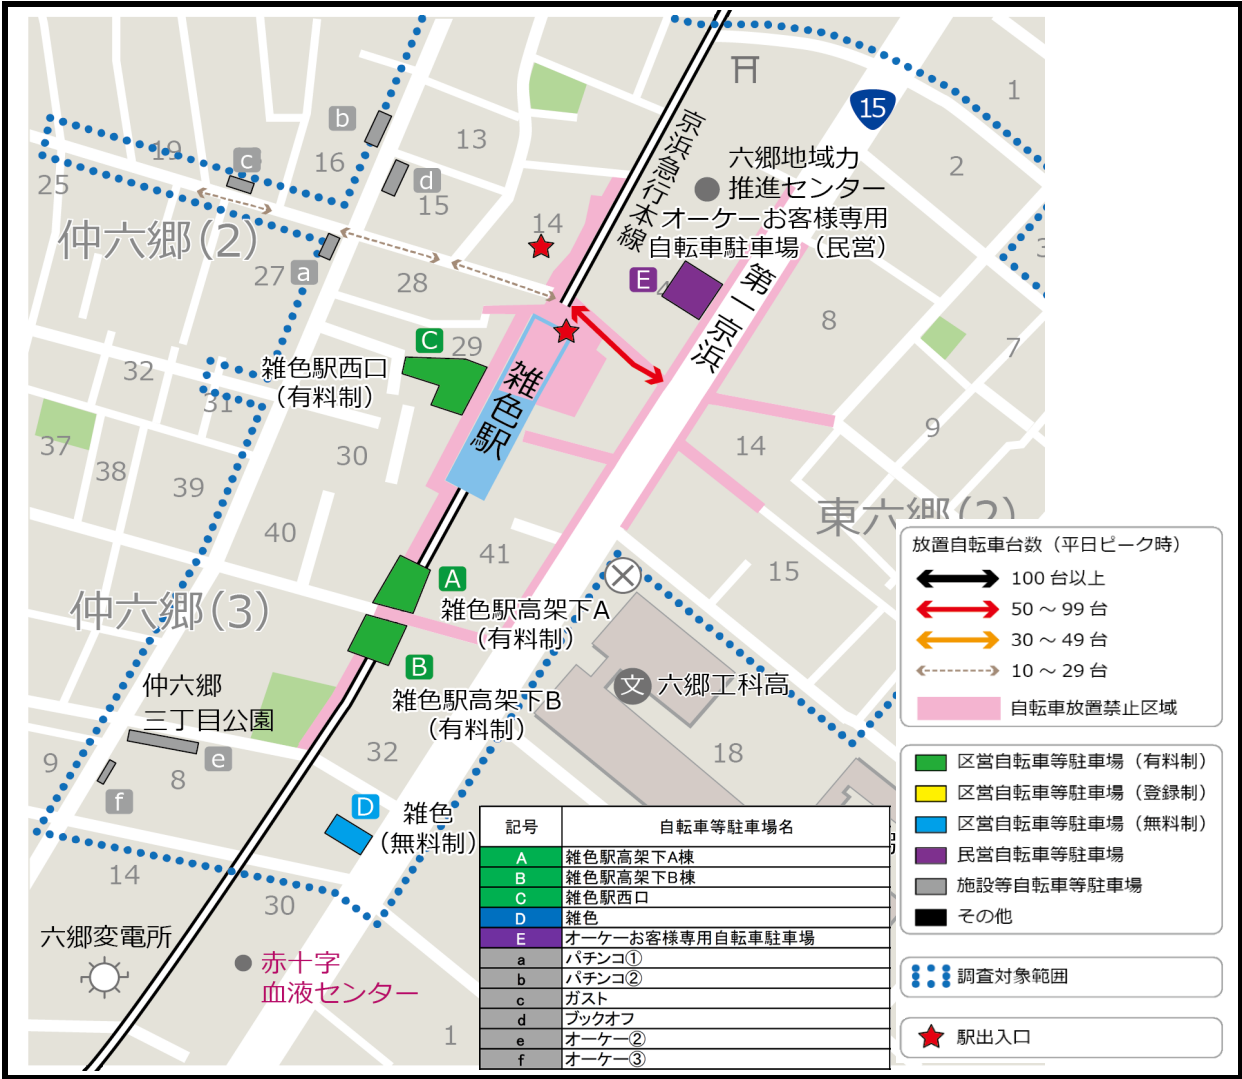 15
1
2
3
b
13
19
c
16
d
25
15
京浜急行本線
六郷地域力
推進センター
14
オーケーお客様専用
自転車駐車場（民営）
仲六郷(2)
a
27
28
E
4
第一京浜
8
7
C
29
雑色駅西口
（有料制）
32
31
雑色駅
9
14
37
38
39
30
40
41
東六郷(2)
15
A
雑色駅高架下A
（有料制）
仲六郷(3)
B
雑色駅高架下B
（有料制）
文
六郷工科高
仲六郷
三丁目公園
9
e
8
f
32
18
D
雑色
（無料制）
14
30
六郷変電所
赤十字
血液センター
1
放置自転車台数（平日ピーク時）
100 台以上
50 ～ 99 台
30 ～ 49 台
10 ～ 29 台
自転車放置禁止区域
区営自転車等駐車場（有料制）
区営自転車等駐車場（登録制）
区営自転車等駐車場（無料制）
民営自転車等駐車場
施設等自転車等駐車場
その他
調査対象範囲
駅出入口
記号 自転車等駐車場名
A 雑色駅高架下A棟
B 雑色駅高架下B棟
C 雑色駅西口
D 雑色
E オーケーお客様専用自転車駐車場
a パチンコ①
b パチンコ②
c ガスト
d ブックオフ
e オーケー②
f オーケー③